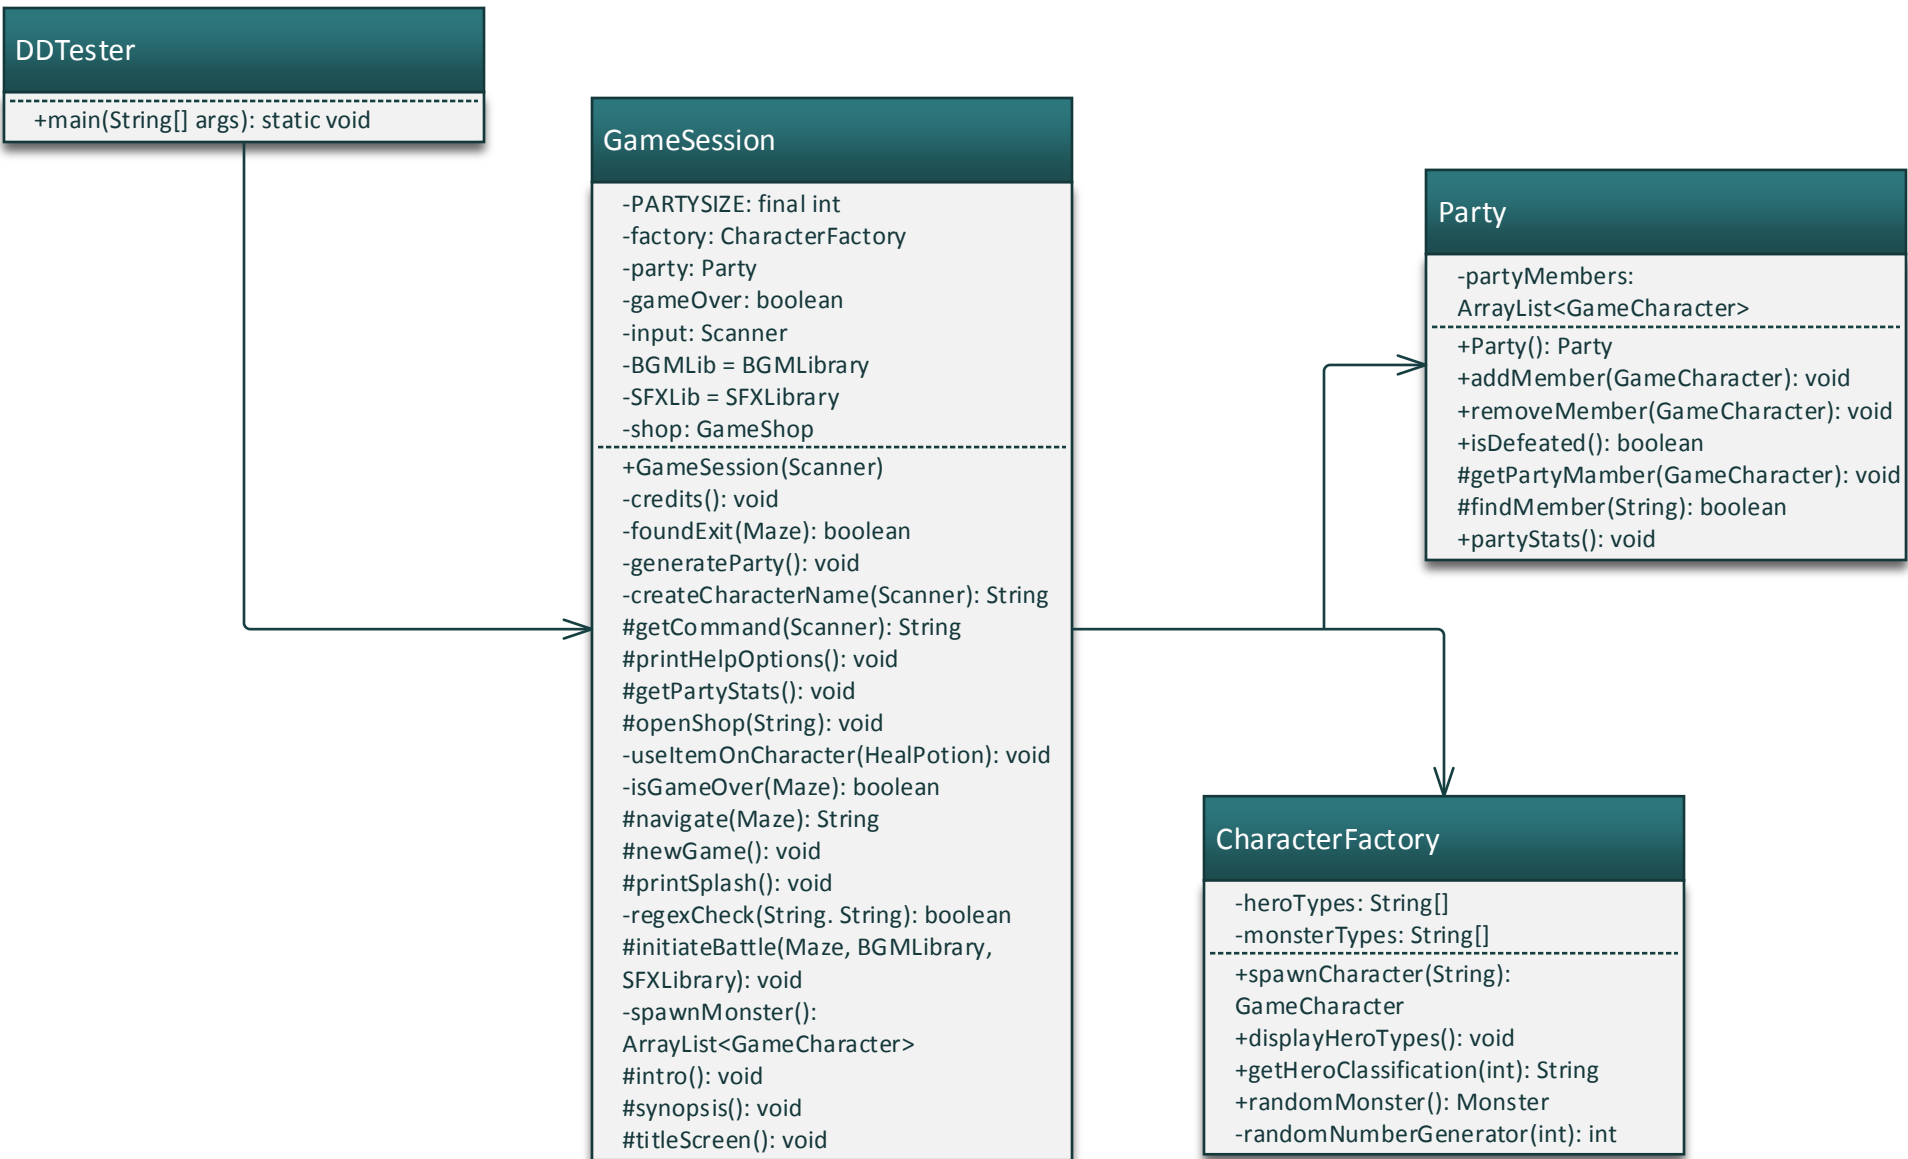 DDTester
+main(String[] args): static void
GameSession
-PARTYSIZE: final int
-factory: CharacterFactory
-party: Party
-gameOver: boolean
-input: Scanner
-BGMLib = BGMLibrary
-SFXLib = SFXLibrary
-shop: GameShop
+GameSession(Scanner)
-credits(): void
-foundExit(Maze): boolean
-generateParty(): void
-createCharacterName(Scanner): String
#getCommand(Scanner): String
#printHelpOptions(): void
#getPartyStats(): void
#openShop(String): void
-useItemOnCharacter(HealPotion): void
-isGameOver(Maze): boolean
#navigate(Maze): String
#newGame(): void
#printSplash(): void
-regexCheck(String. String): boolean
#initiateBattle(Maze, BGMLibrary,
SFXLibrary): void
-spawnMonster():
ArrayList<GameCharacter>
#intro(): void
#synopsis(): void
#titleScreen(): void
Party
-partyMembers:
ArrayList<GameCharacter>
+Party(): Party
+addMember(GameCharacter): void
+removeMember(GameCharacter): void
+isDefeated(): boolean
#getPartyMamber(GameCharacter): void
#findMember(String): boolean
+partyStats(): void
CharacterFactory
-heroTypes: String[]
-monsterTypes: String[]
+spawnCharacter(String):
GameCharacter
+displayHeroTypes(): void
+getHeroClassification(int): String
+randomMonster(): Monster
-randomNumberGenerator(int): int